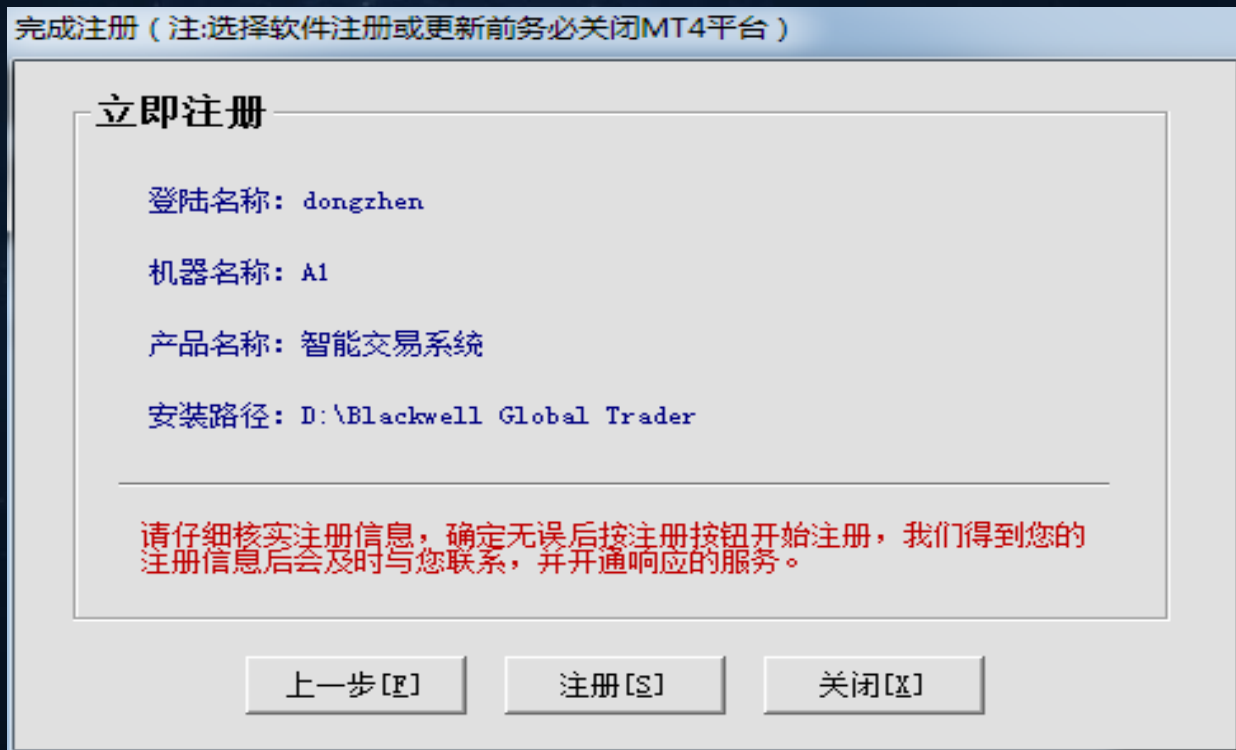 完成注册（注:选择软件注册或更新前务必关闭MT4平台）
立即注册
登陆名称: dongzhen
机器名称: A1
产品名称: 智能交易系统
安装路径: D:\Blackwell Global Trader
请仔细核实注册信息，确定无误后按注册按钮开始注册，我们得到您的
注册信息后会及时与您联系，并开通响应的服务。
上一步[F] 注册[S] 关闭[X]